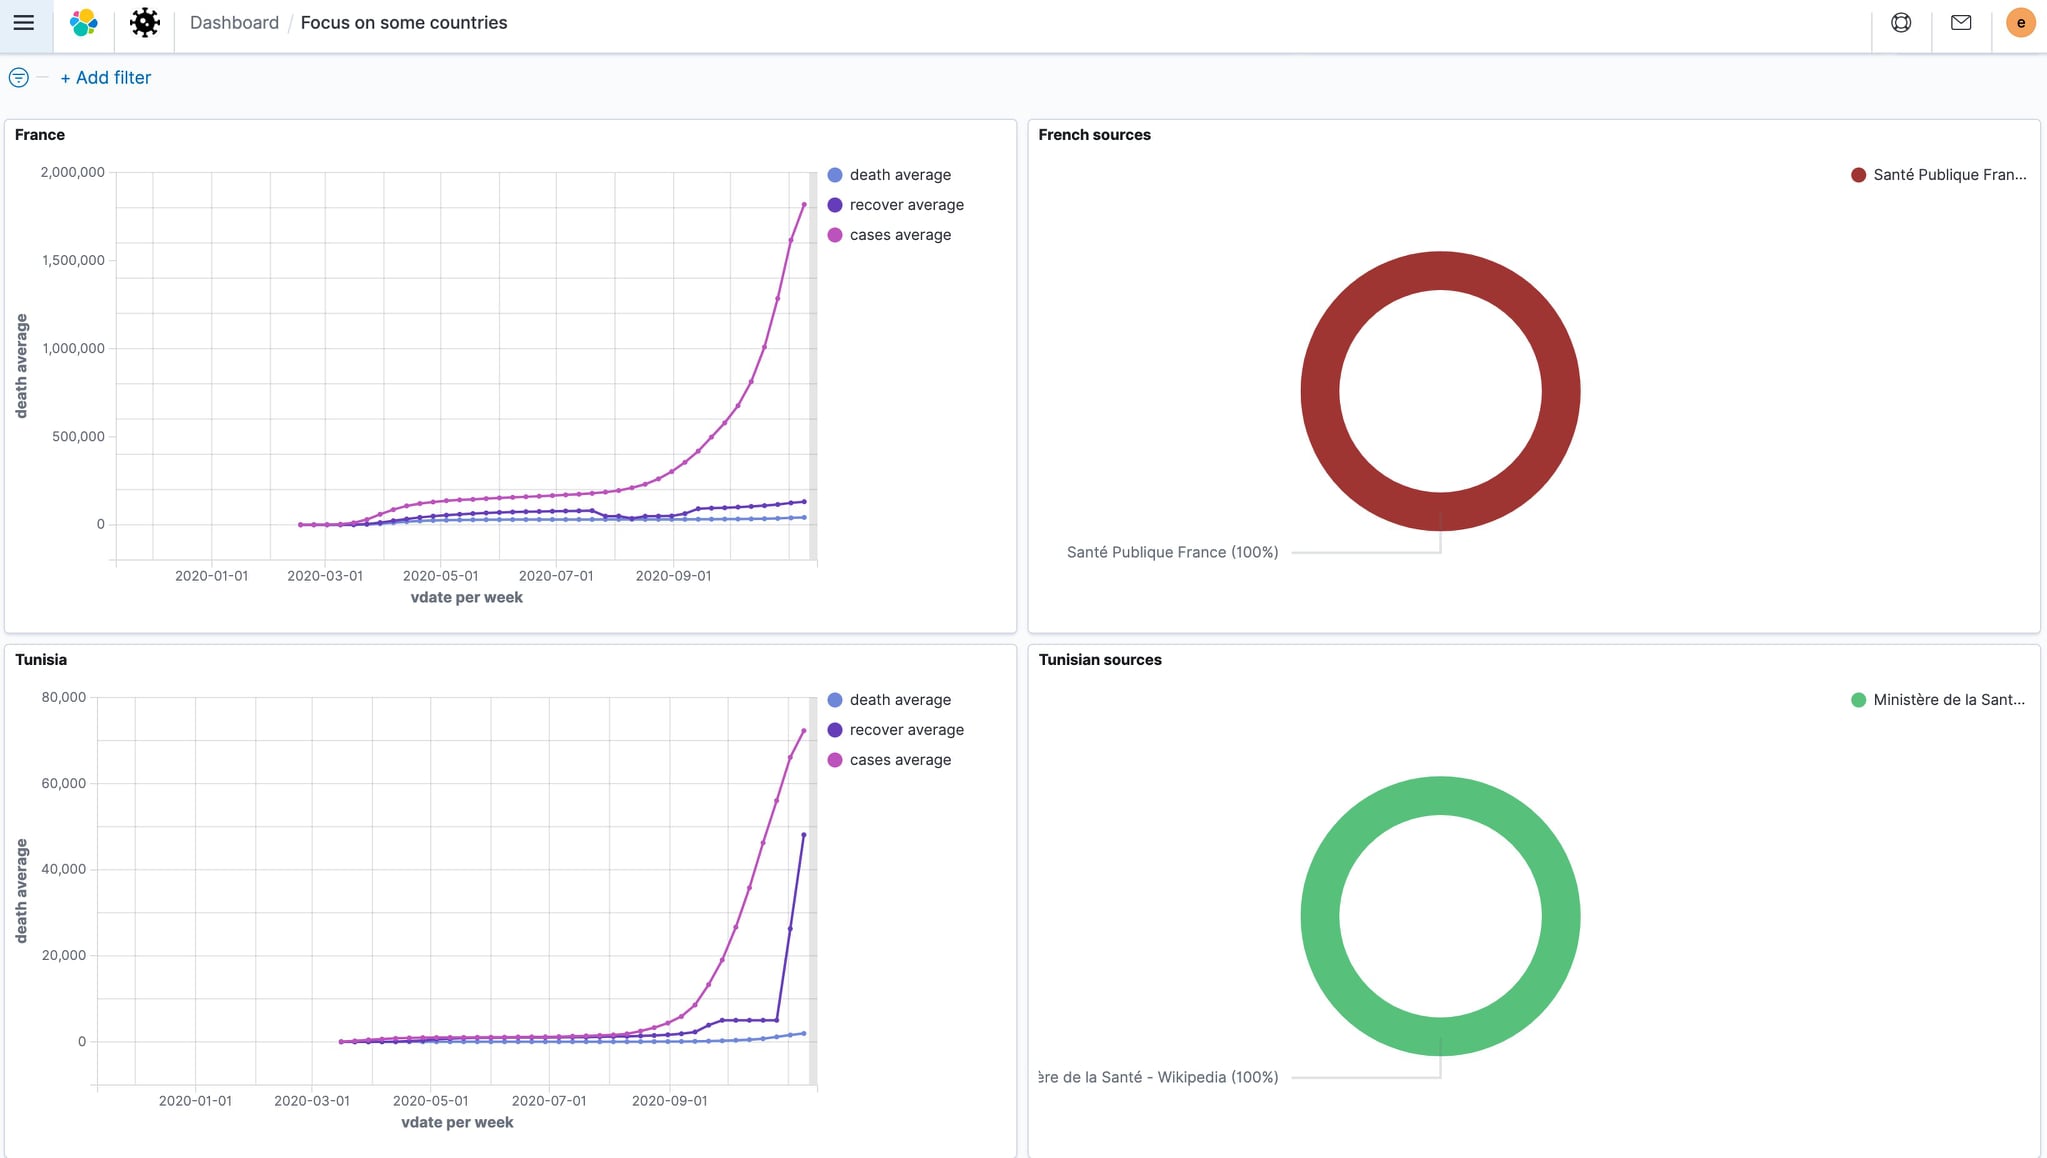 Dashboard / Focus on some countries
e
+ Add filter
France
2,000,000
1,500,000
1,000,000
500,000
0
death average
2020-01-01 2020-03-01 2020-05-01 2020-07-01 2020-09-01
vdate per week
death average
recover average
cases average
French sources
Santé Publique Fran...
Santé Publique France (100%)
Tunisia
80,000
60,000
40,000
20,000
0
death average
2020-01-01 2020-03-01 2020-05-01 2020-07-01 2020-09-01
vdate per week
death average
recover average
cases average
Tunisian sources
Ministère de la Sant...
ère de la Santé - Wikipedia (100%)